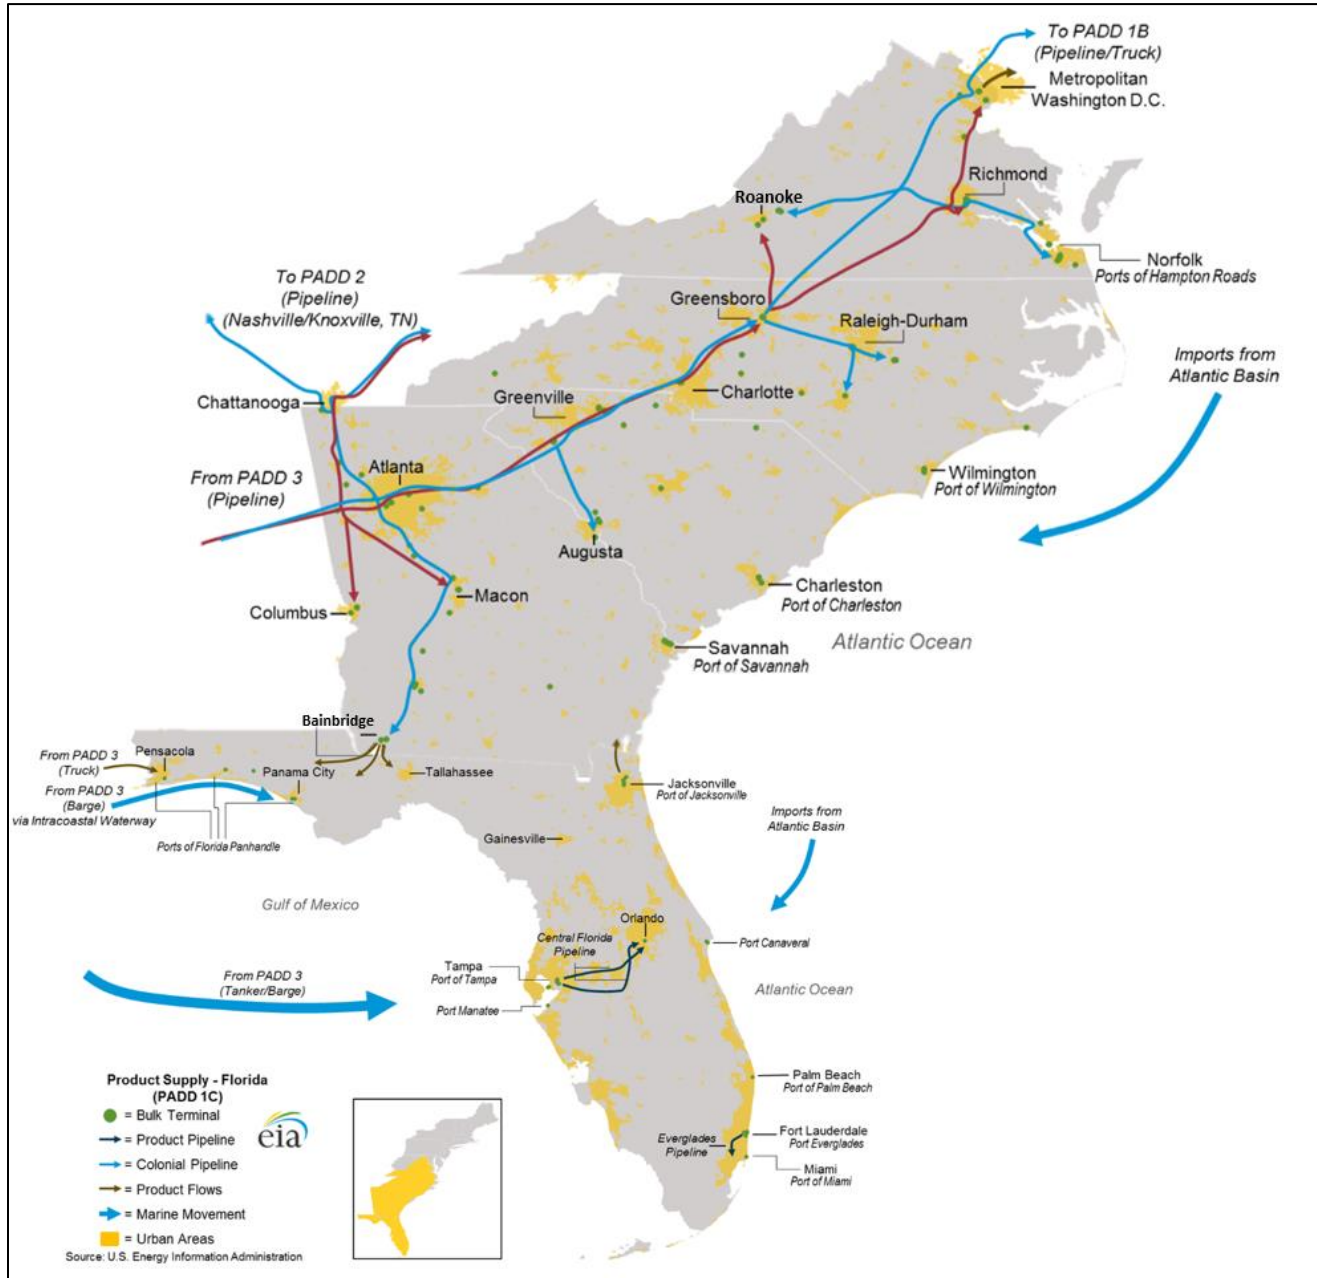 To PADD 1B
(Pipeline/Truck)
Metropolitan
Washington D.C.
Richmond
Roanoke
Norfolk
Ports of Hampton Roads
To PADD 2
(Pipeline)
(Nashville/Knoxville, TN)
Greensboro
Raleigh-Durham
Imports from
Atlantic Basin
Chattanooga
Greenville
Charlotte
From PADD 3
(Pipeline)
Atlanta
Wilmington
Port of Wilmington
Augusta
Columbus
Macon
Charleston
Port of Charleston
Savannah
Port of Savannah
Atlantic Ocean
Bainbridge
From PADD 3
(Truck)
Pensacola
Panama City
Tallahassee
From PADD 3
(Barge)
via Intracoastal Waterway
Ports of Florida Panhandle
Jacksonville
Port of Jacksonville
Gainesville
Imports from
Atlantic Basin
Gulf of Mexico
Orlando
Central Florida
Pipeline
Port Canaveral
Tampa
Port of Tampa
From PADD 3
(Tanker/Barge)
Port Manatee
Atlantic Ocean
Palm Beach
Port of Palm Beach
Everglades
Pipeline
Fort Lauderdale
Port Everglades
Miami
Port of Miami
Product Supply - Florida
(PADD 1C)
= Bulk Terminal
= Product Pipeline
= Colonial Pipeline
= Product Flows
= Marine Movement
= Urban Areas
eia
Source: U.S. Energy Information Administration